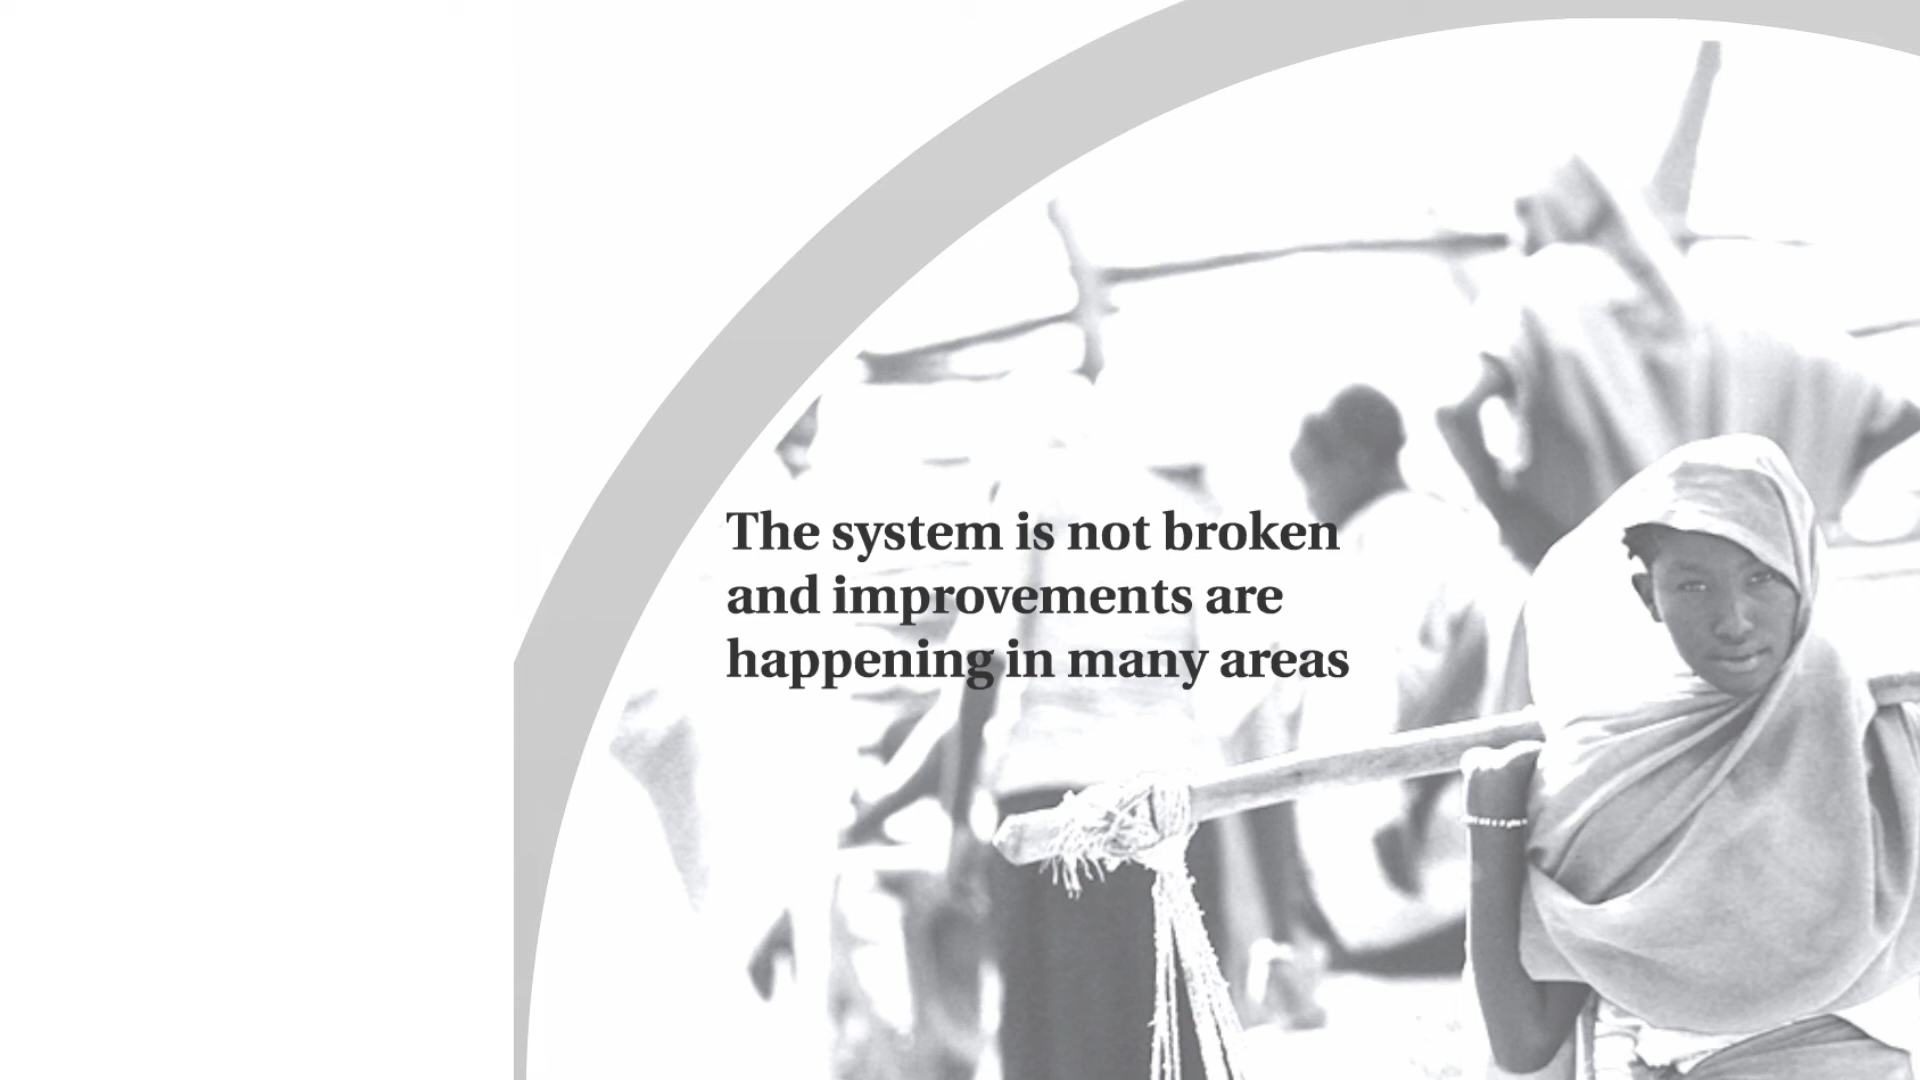 The system is not broken
and improvements are
happening in many areas